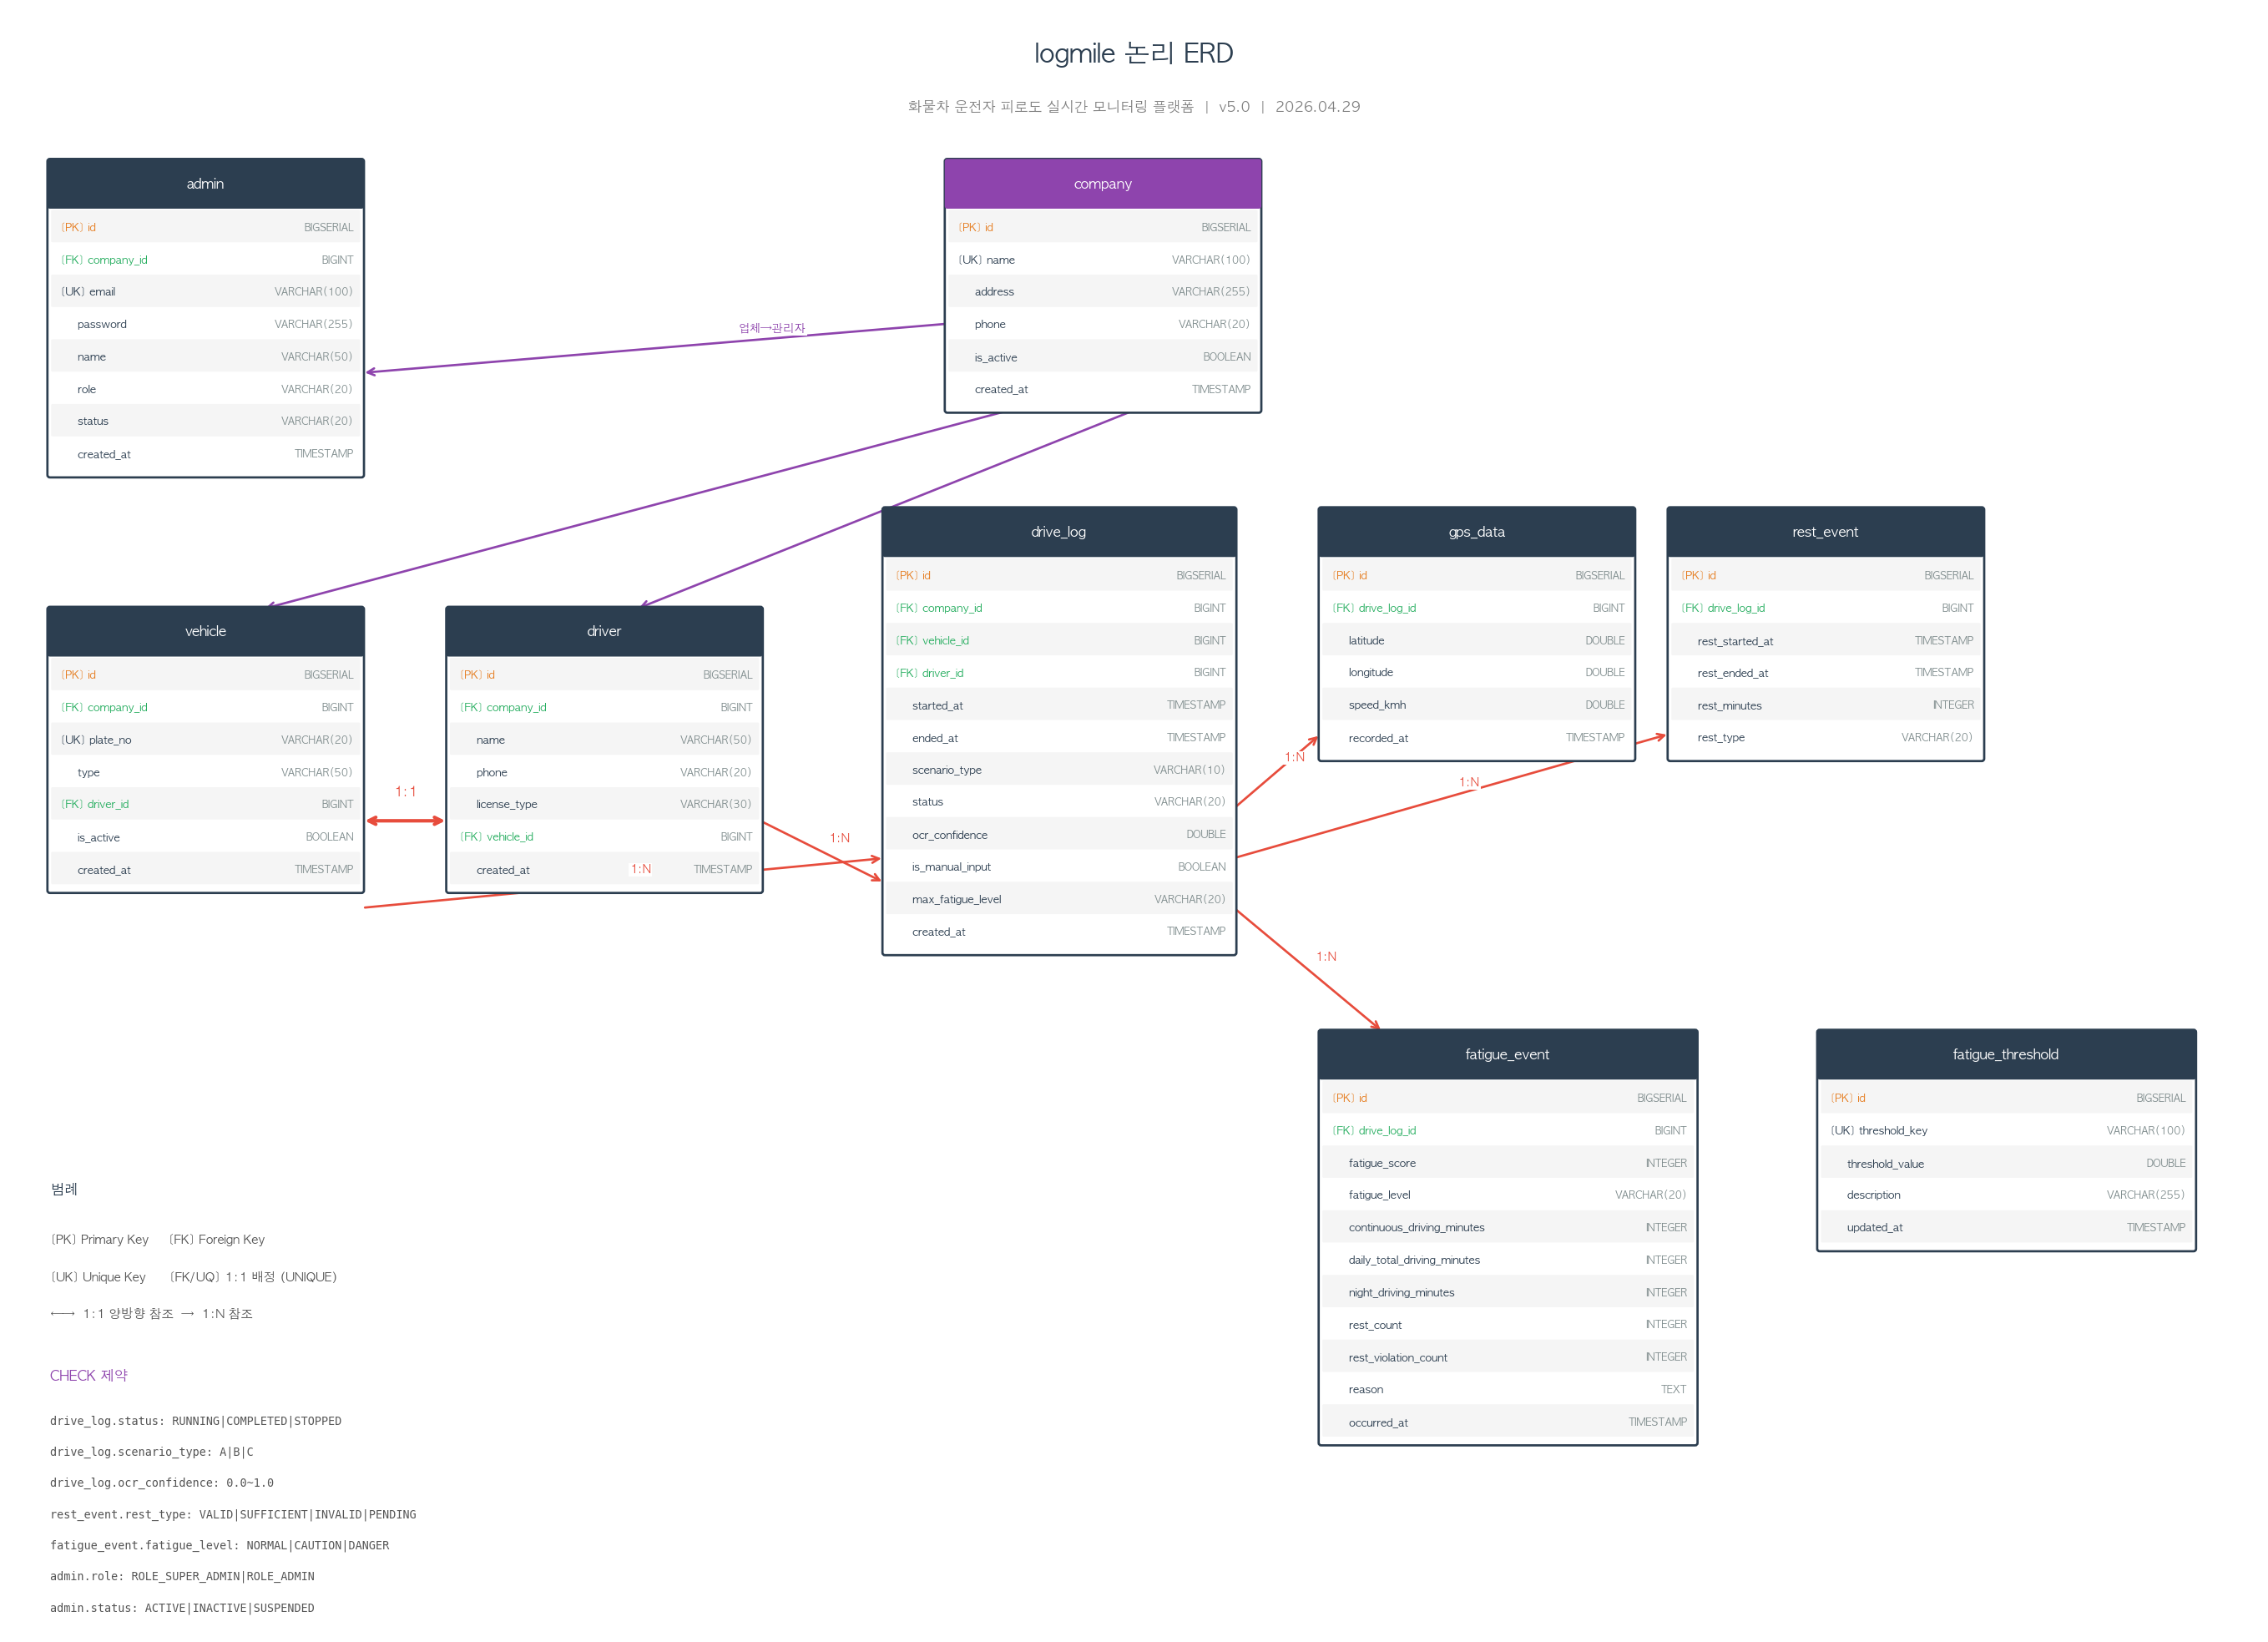 logmile 논리 ERD
화물차 운전자 피로도 실시간 모니터링 플랫폼 | v5.0 | 2026.04.29
admin
[PK] id BIGSERIAL
[FK] company_id BIGINT
[UK] email VARCHAR(100)
password VARCHAR(255)
name VARCHAR(50)
role VARCHAR(20)
status VARCHAR(20)
created_at TIMESTAMP
company
[PK] id BIGSERIAL
[UK] name VARCHAR(100)
address VARCHAR(255)
phone VARCHAR(20)
is_active BOOLEAN
created_at TIMESTAMP
업체→관리자
vehicle
[PK] id BIGSERIAL
[FK] company_id BIGINT
[UK] plate_no VARCHAR(20)
type VARCHAR(50)
[FK] driver_id BIGINT
is_active BOOLEAN
created_at TIMESTAMP
1:1
driver
[PK] id BIGSERIAL
[FK] company_id BIGINT
name VARCHAR(50)
phone VARCHAR(20)
license_type VARCHAR(30)
[FK] vehicle_id BIGINT
created_at 1:N TIMESTAMP
1:N
drive_log
[PK] id BIGSERIAL
[FK] company_id BIGINT
[FK] vehicle_id BIGINT
[FK] driver_id BIGINT
started_at TIMESTAMP
ended_at TIMESTAMP
scenario_type VARCHAR(10)
status VARCHAR(20)
ocr_confidence DOUBLE
is_manual_input BOOLEAN
max_fatigue_level VARCHAR(20)
created_at TIMESTAMP
1:N
1:N
1:N
gps_data
[PK] id BIGSERIAL
[FK] drive_log_id BIGINT
latitude DOUBLE
longitude DOUBLE
speed_kmh DOUBLE
recorded_at TIMESTAMP
rest_event
[PK] id BIGSERIAL
[FK] drive_log_id BIGINT
rest_started_at TIMESTAMP
rest_ended_at TIMESTAMP
rest_minutes INTEGER
rest_type VARCHAR(20)
fatigue_event
[PK] id BIGSERIAL
[FK] drive_log_id BIGINT
fatigue_score INTEGER
fatigue_level VARCHAR(20)
continuous_driving_minutes INTEGER
daily_total_driving_minutes INTEGER
night_driving_minutes INTEGER
rest_count INTEGER
rest_violation_count INTEGER
reason TEXT
occurred_at TIMESTAMP
fatigue_threshold
[PK] id BIGSERIAL
[UK] threshold_key VARCHAR(100)
threshold_value DOUBLE
description VARCHAR(255)
updated_at TIMESTAMP
범례
[PK] Primary Key [FK] Foreign Key
[UK] Unique Key [FK/UQ] 1:1 배정 (UNIQUE)
←→ 1:1 양방향 참조 → 1:N 참조
CHECK 제약
drive_log.status: RUNNING|COMPLETED|STOPPED
drive_log.scenario_type: A|B|C
drive_log.ocr_confidence: 0.0~1.0
rest_event.rest_type: VALID|SUFFICIENT|INVALID|PENDING
fatigue_event.fatigue_level: NORMAL|CAUTION|DANGER
admin.role: ROLE_SUPER_ADMIN|ROLE_ADMIN
admin.status: ACTIVE|INACTIVE|SUSPENDED